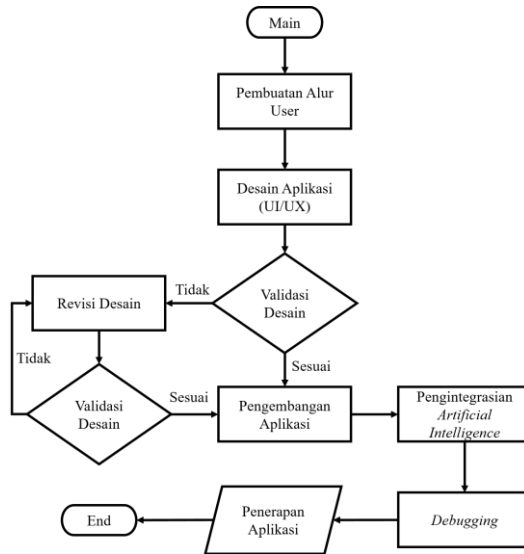 Main
Pembuatan Alur
User
Desain Aplikasi
(UI/UX)
Validasi
Desain
Tidak
Revisi Desain
Tidak
Sesuai
Validasi
Desain
Sesuai
Pengembangan
Aplikasi
Pengintegrasian
Artificial
Intelligence
Debugging
Penerapan
Aplikasi
End